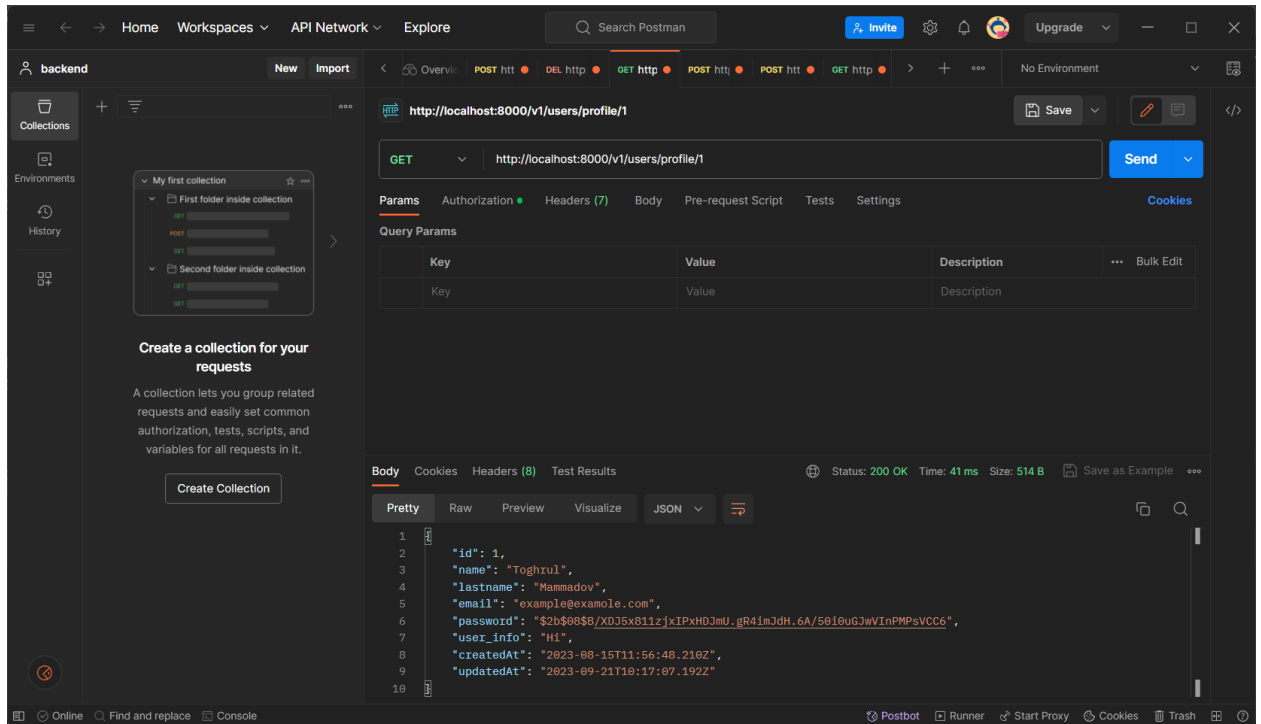 Home Workspaces API Network Explore Search Postman Invite Upgrade
backend New Import Overvie POST htt DEL http GET http POST htt POST htt GET http No Environment
Collections
Environments
History
My first collection
First folder inside collection
GET
POST
GET
Second folder inside collection
GET
GET
Create a collection for your
requests
A collection lets you group related
requests and easily set common
authorization, tests, scripts, and
variables for all requests in it.
Create Collection
HTTP http://localhost:8000/v1/users/profile/1 Save
GET http://localhost:8000/v1/users/profile/1 Send
Params Authorization Headers (7) Body Pre-request Script Tests Settings Cookies
Query Params
Key Value Description Bulk Edit
Key Value Description
Body Cookies Headers (8) Test Results Status: 200 OK Time: 41 ms Size: 514 B Save as Example
Pretty Raw Preview Visualize JSON
1 {
2 "id": 1,
3 "name": "Toghrul",
4 "lastname": "Mammadov",
5 "email": "example@examole.com",
6 "password": "$2b$08$B/XDJ5x811zjxIPxHDJmU.gR4imJdH.6A/50i0uGJwVInPMPsVCC6",
7 "user_info": "Hi",
8 "createdAt": "2023-08-15T11:56:48.210Z",
9 "updatedAt": "2023-09-21T10:17:07.192Z"
10 }
Online Find and replace Console Postbot Runner Start Proxy Cookies Trash